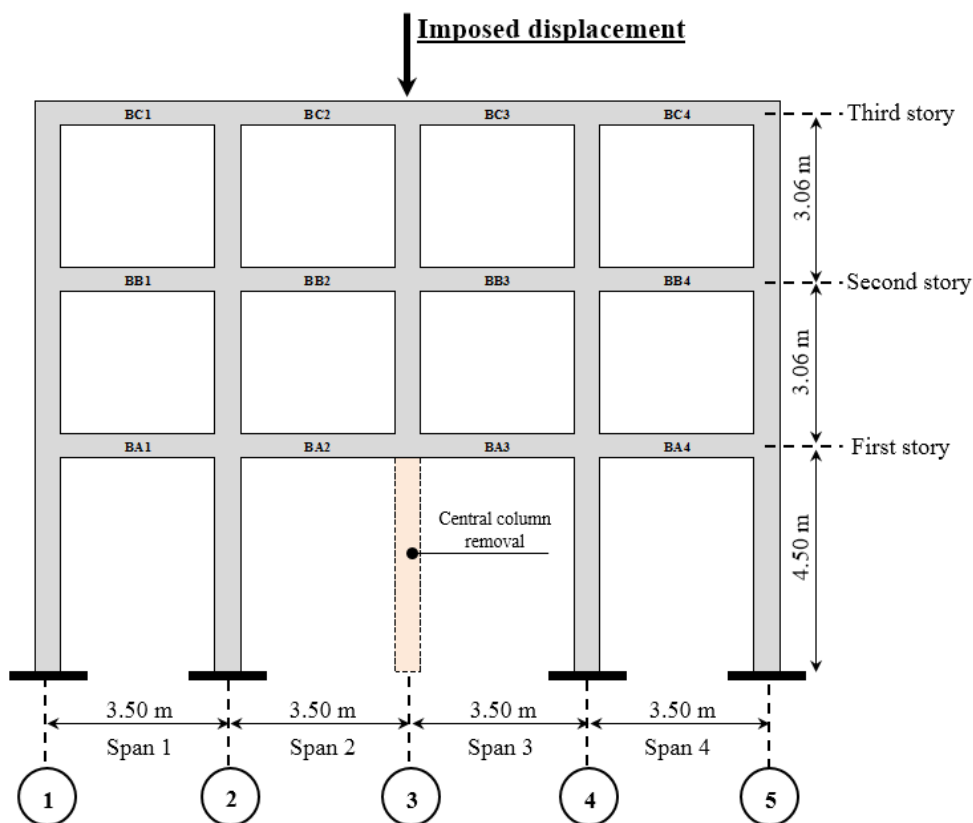 Imposed displacement
BC1
BC2
BC3
BC4
Third story
3.06 m
BB1
BB2
BB3
BB4
Second story
3.06 m
BA1
BA2
BA3
BA4
First story
Central column
removal
4.50 m
3.50 m
3.50 m
3.50 m
3.50 m
Span 1
Span 2
Span 3
Span 4
1
2
3
4
5